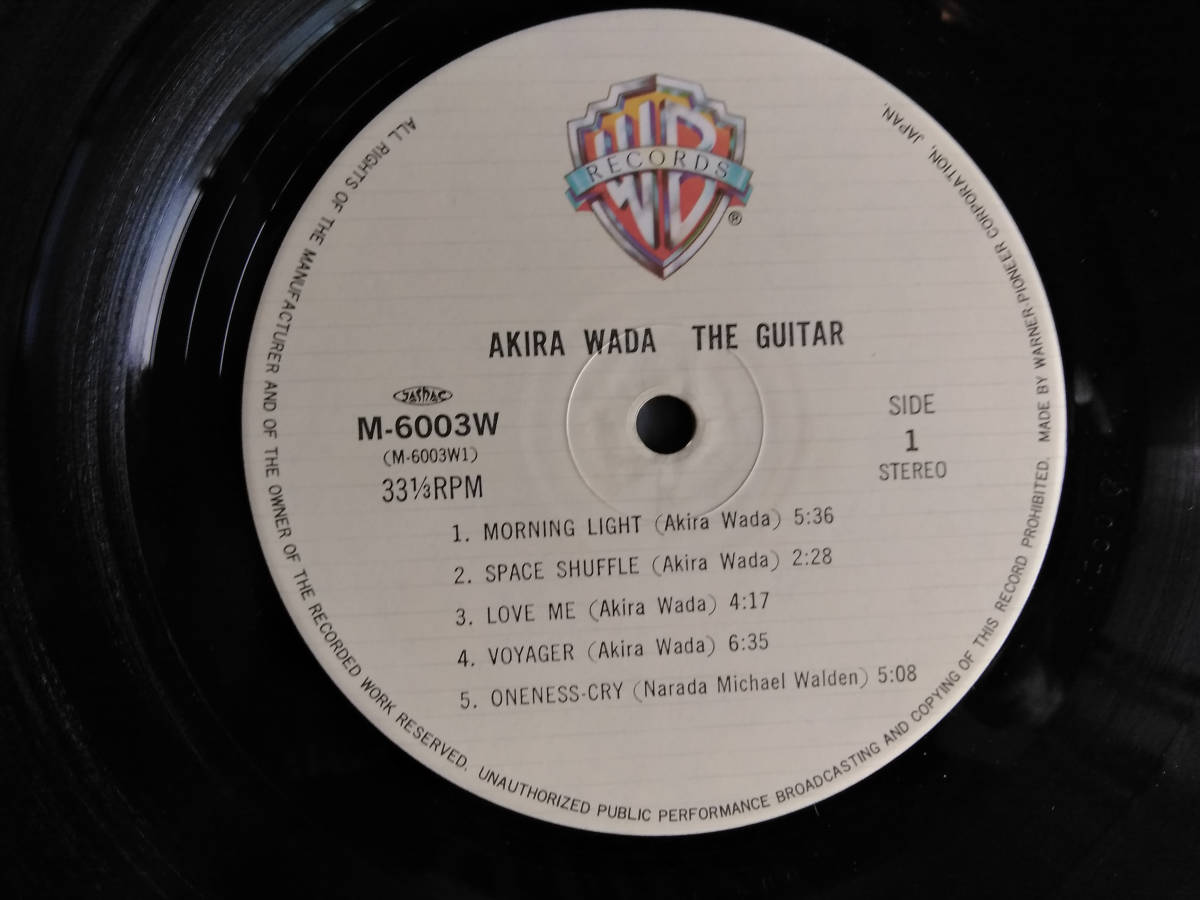 WB
RECORDS
®
AKIRA WADA THE GUITAR
JASRAC
M-6003W
(M-6003W1)
33⅓RPM
SIDE
1
STEREO
1. MORNING LIGHT (Akira Wada) 5:36
2. SPACE SHUFFLE (Akira Wada) 2:28
3. LOVE ME (Akira Wada) 4:17
4. VOYAGER (Akira Wada) 6:35
5. ONENESS-CRY (Narada Michael Walden) 5:08
ALL RIGHTS OF THE MANUFACTURER AND OF THE OWNER OF THE RECORDED WORK RESERVED. UNAUTHORIZED PUBLIC PERFORMANCE BROADCASTING AND COPYING OF THIS RECORD PROHIBITED. MADE BY WARNER-PIONEER CORPORATION, JAPAN.